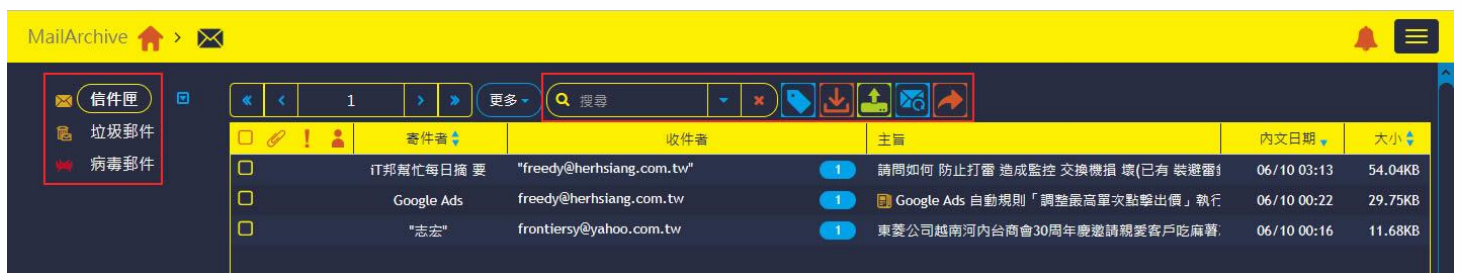 MailArchive >
信件匣
垃圾郵件
病毒郵件
« < 1 > » 更多 搜尋
寄件者 收件者 主旨 內文日期 大小
iT邦幫忙每日摘 要 "freedy@herhsiang.com.tw" 1 請問如何 防止打雷 造成監控 交換機損 壞(已有 裝避雷 06/10 03:13 54.04KB
Google Ads freedy@herhsiang.com.tw 1 Google Ads 自動規則「調整最高單次點擊出價」執行 06/10 00:22 29.75KB
"志宏" frontiersy@yahoo.com.tw 1 東菱公司越南河內台商會30周年慶邀請親愛客戶吃麻薯 06/10 00:16 11.68KB